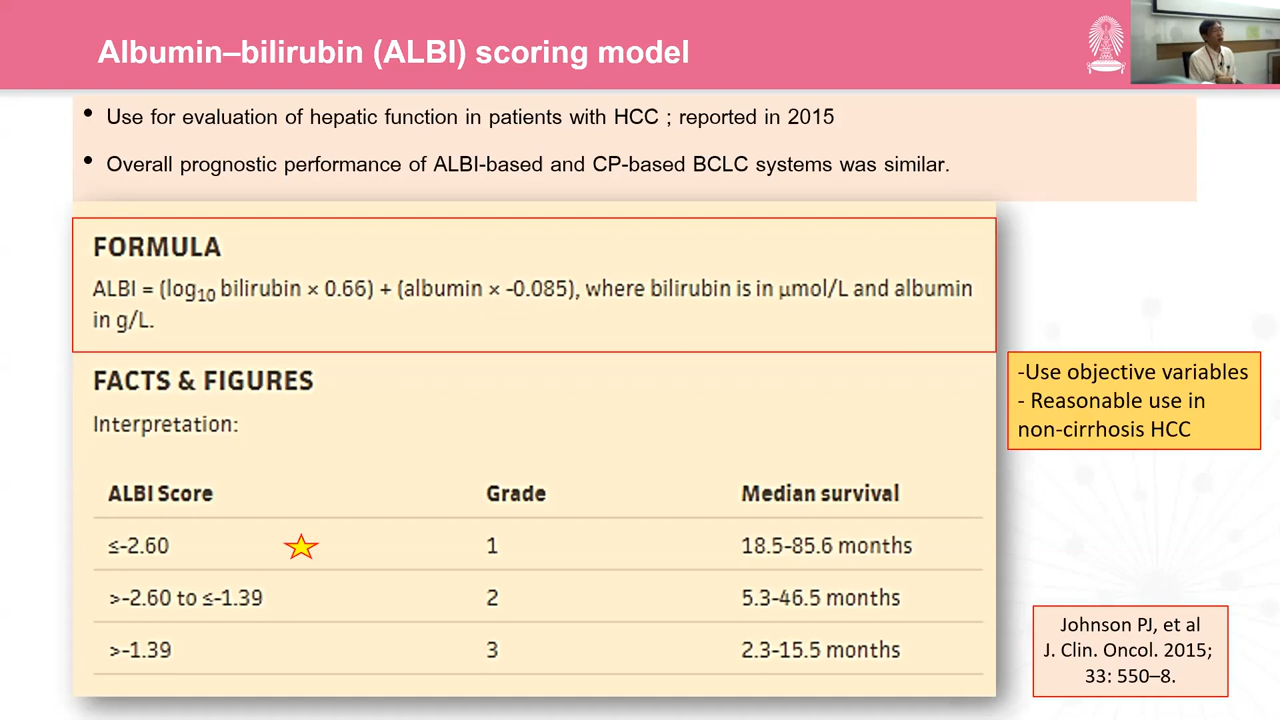 Albumin–bilirubin (ALBI) scoring model
• Use for evaluation of hepatic function in patients with HCC ; reported in 2015
• Overall prognostic performance of ALBI-based and CP-based BCLC systems was similar.
FORMULA
ALBI = (log10 bilirubin × 0.66) + (albumin × -0.085), where bilirubin is in μmol/L and albumin
in g/L.
FACTS & FIGURES
Interpretation:
ALBI Score Grade Median survival
≤-2.60 1 18.5-85.6 months
>-2.60 to ≤-1.39 2 5.3-46.5 months
>-1.39 3 2.3-15.5 months
-Use objective variables
- Reasonable use in
non-cirrhosis HCC
Johnson PJ, et al
J. Clin. Oncol. 2015;
33: 550–8.